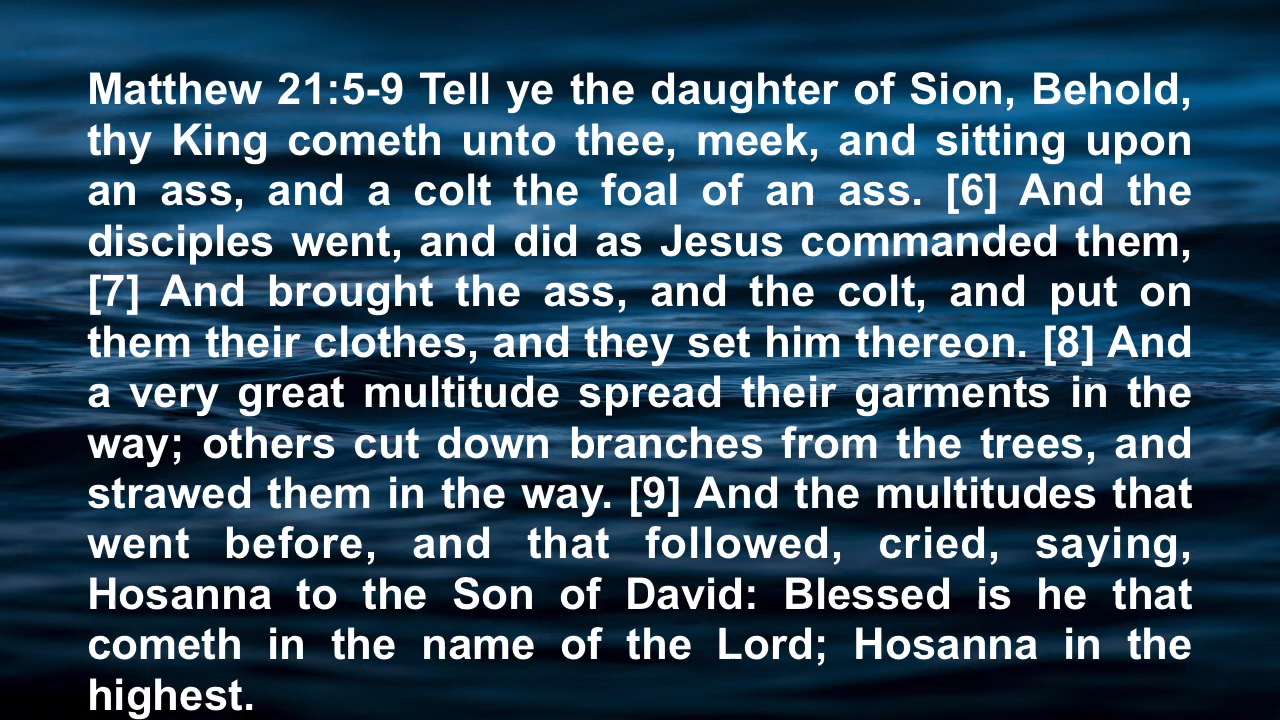 Matthew 21:5-9 Tell ye the daughter of Sion, Behold,
thy King cometh unto thee, meek, and sitting upon
an ass, and a colt the foal of an ass. [6] And the
disciples went, and did as Jesus commanded them,
[7] And brought the ass, and the colt, and put on
them their clothes, and they set him thereon. [8] And
a very great multitude spread their garments in the
way; others cut down branches from the trees, and
strawed them in the way. [9] And the multitudes that
went before, and that followed, cried, saying,
Hosanna to the Son of David: Blessed is he that
cometh in the name of the Lord; Hosanna in the
highest.